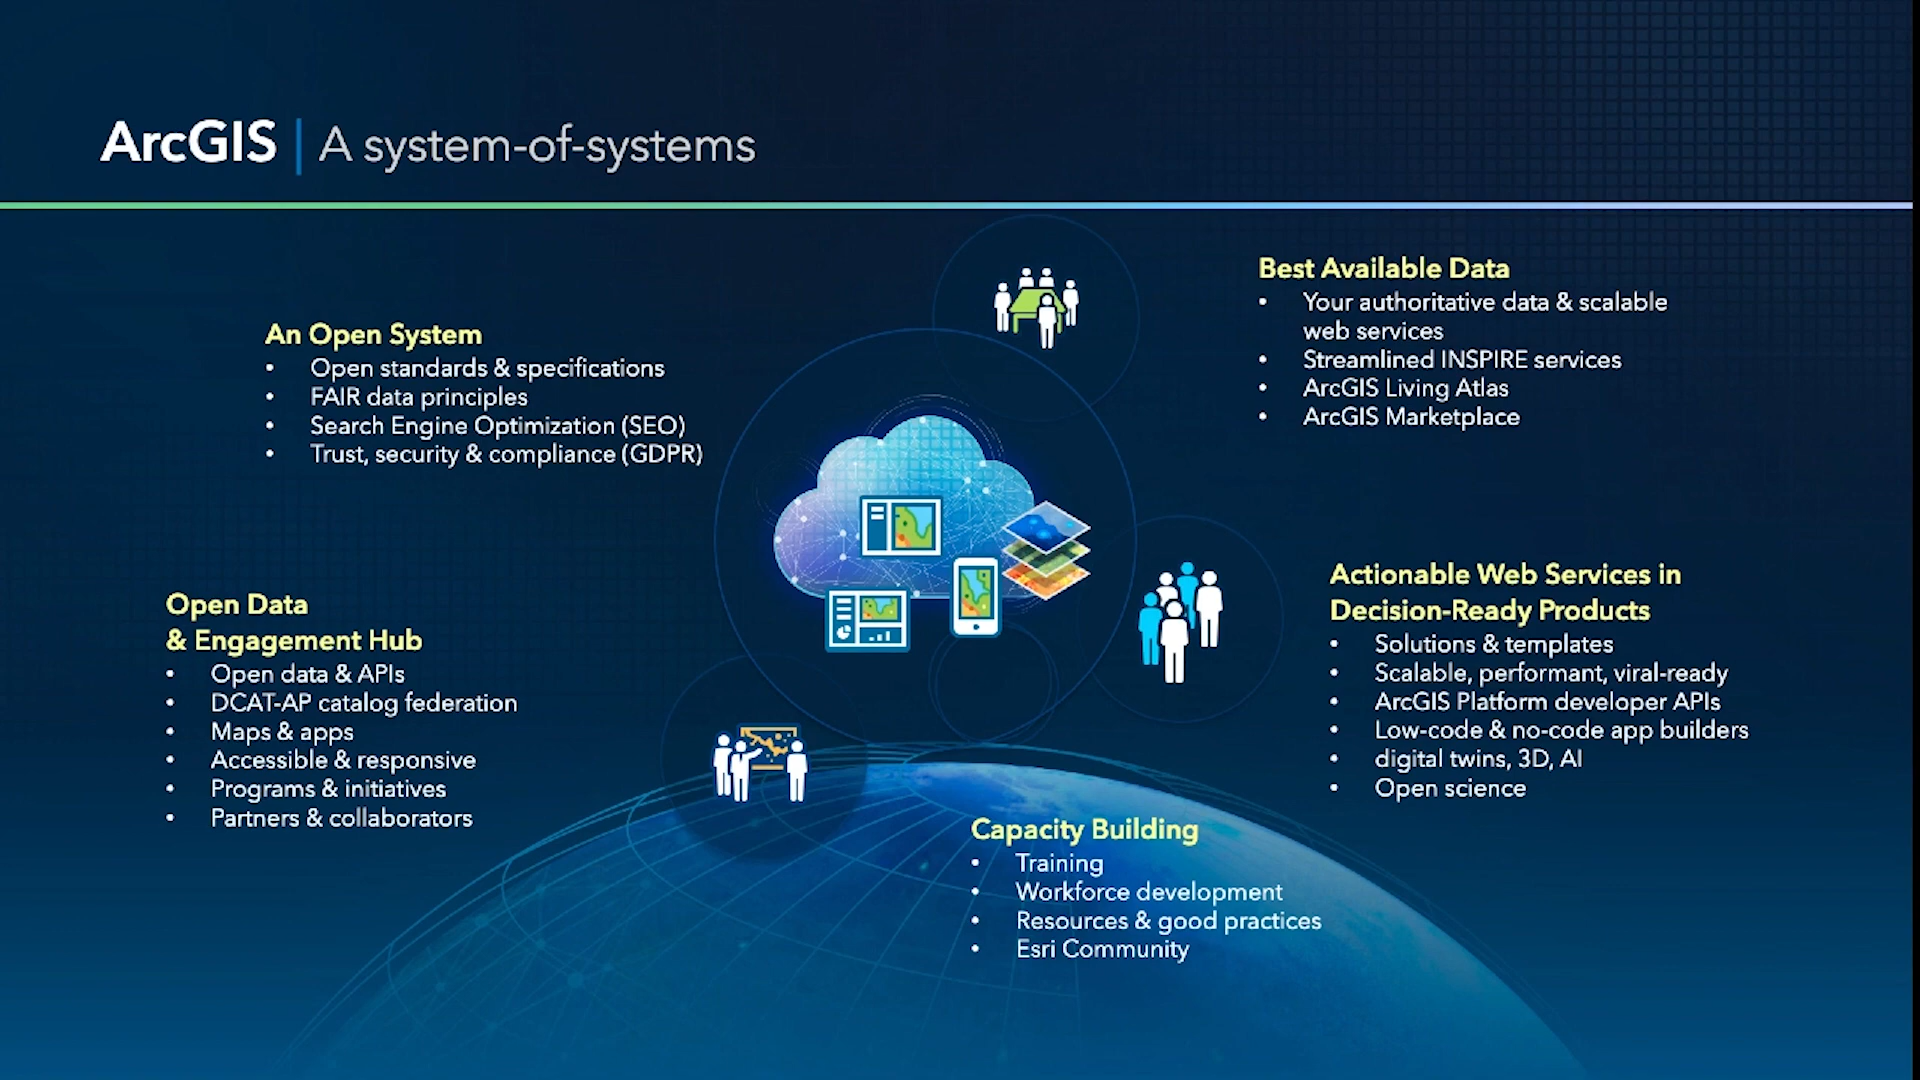 ArcGIS | A system-of-systems
An Open System
• Open standards & specifications
• FAIR data principles
• Search Engine Optimization (SEO)
• Trust, security & compliance (GDPR)
Open Data
& Engagement Hub
• Open data & APIs
• DCAT-AP catalog federation
• Maps & apps
• Accessible & responsive
• Programs & initiatives
• Partners & collaborators
Best Available Data
• Your authoritative data & scalable
web services
• Streamlined INSPIRE services
• ArcGIS Living Atlas
• ArcGIS Marketplace
Actionable Web Services in
Decision-Ready Products
• Solutions & templates
• Scalable, performant, viral-ready
• ArcGIS Platform developer APIs
• Low-code & no-code app builders
• digital twins, 3D, AI
• Open science
Capacity Building
• Training
• Workforce development
• Resources & good practices
• Esri Community